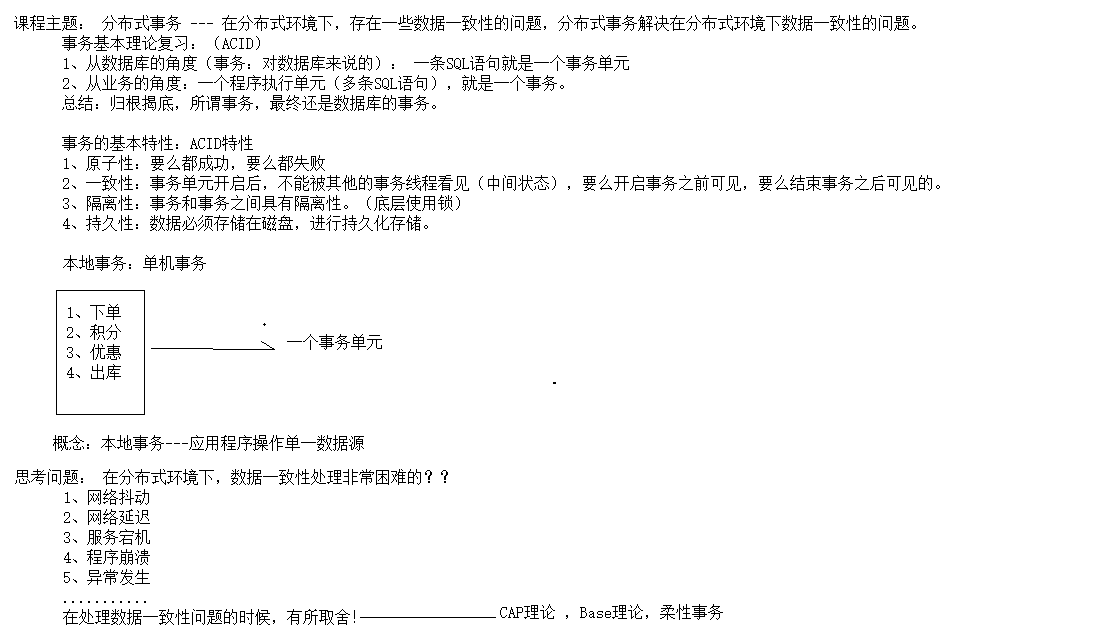 课程主题： 分布式事务 --- 在分布式环境下，存在一些数据一致性的问题，分布式事务解决在分布式环境下数据一致性的问题。
事务基本理论复习：（ACID）
1、从数据库的角度（事务：对数据库来说的）： 一条SQL语句就是一个事务单元
2、从业务的角度：一个程序执行单元（多条SQL语句），就是一个事务。
总结：归根揭底，所谓事务，最终还是数据库的事务。
事务的基本特性：ACID特性
1、原子性：要么都成功，要么都失败
2、一致性：事务单元开启后，不能被其他的事务线程看见（中间状态），要么开启事务之前可见，要么结束事务之后可见的。
3、隔离性：事务和事务之间具有隔离性。（底层使用锁）
4、持久性：数据必须存储在磁盘，进行持久化存储。
本地事务：单机事务
1、下单
2、积分
3、优惠
4、出库
一个事务单元
概念：本地事务---应用程序操作单一数据源
思考问题： 在分布式环境下，数据一致性处理非常困难的？？
1、网络抖动
2、网络延迟
3、服务宕机
4、程序崩溃
5、异常发生
...........
在处理数据一致性问题的时候，有所取舍!
CAP理论 ，Base理论，柔性事务